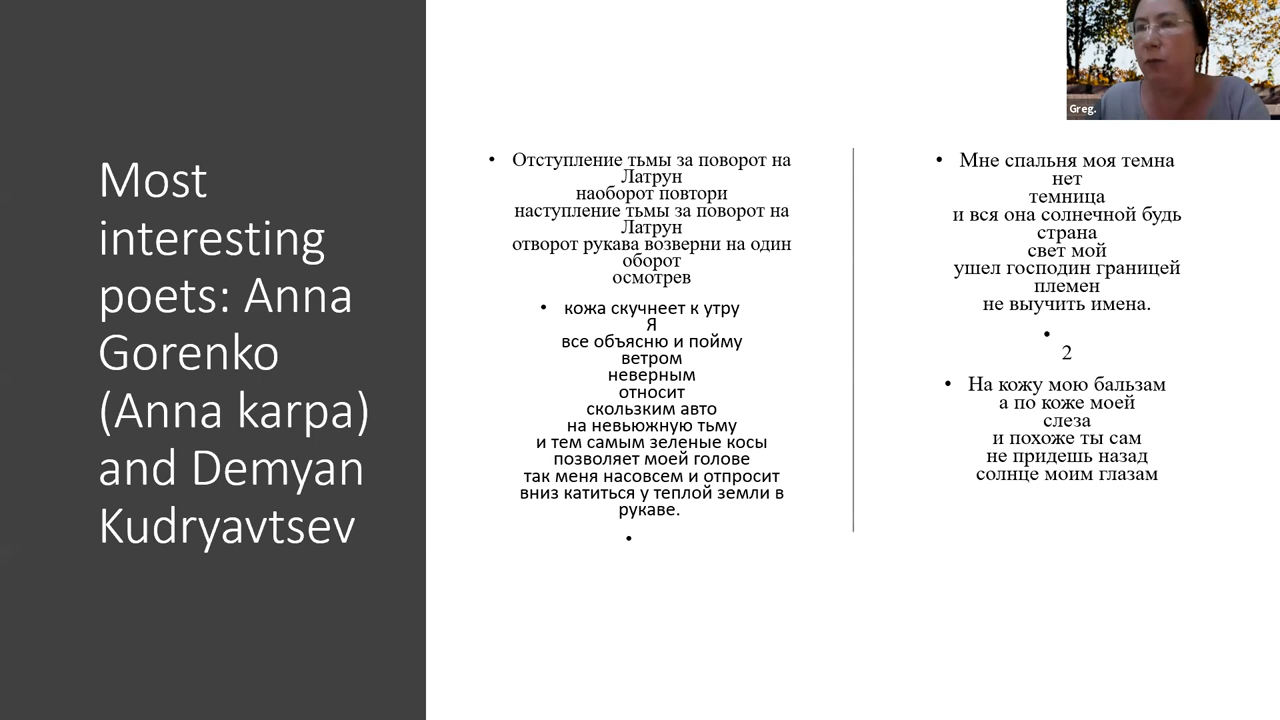 Most
interesting
poets: Anna
Gorenko
(Anna karpa)
and Demyan
Kudryavtsev
• Отступление тьмы за поворот на
Латрун
наоборот повтори
наступление тьмы за поворот на
Латрун
отворот рукава возверни на один
оборот
осмотрев
• кожа скучнеет к утру
Я
все объясню и пойму
ветром
неверным
относит
скользким авто
на невьюжную тьму
и тем самым зеленые косы
позволяет моей голове
так меня насовсем и отпросит
вниз катиться у теплой земли в
рукаве.
•
• Мне спальня моя темна
нет
темница
и вся она солнечной будь
страна
свет мой
ушел господин границей
племен
не выучить имена.
•
2
• На кожу мою бальзам
а по коже моей
слеза
и похоже ты сам
не придешь назад
солнце моим глазам
Greg.